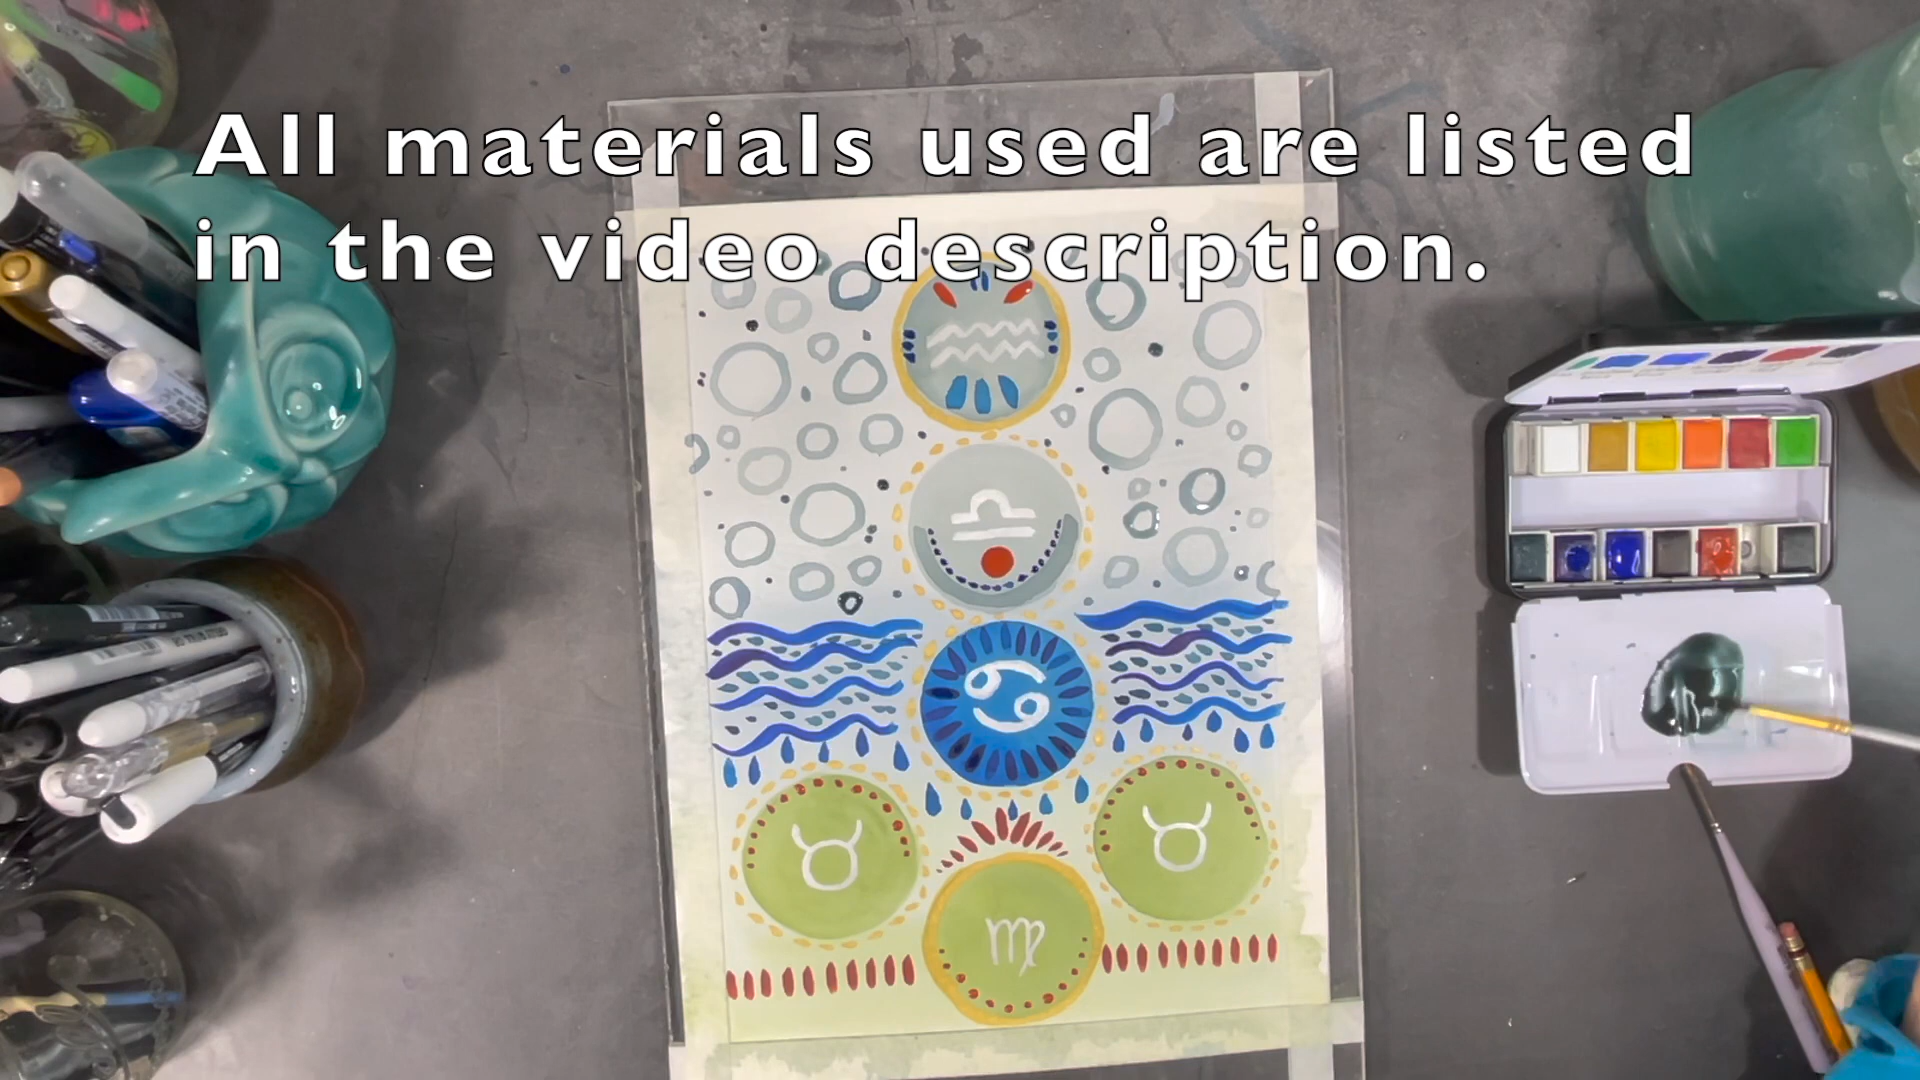 All materials used are listed
in the video description.